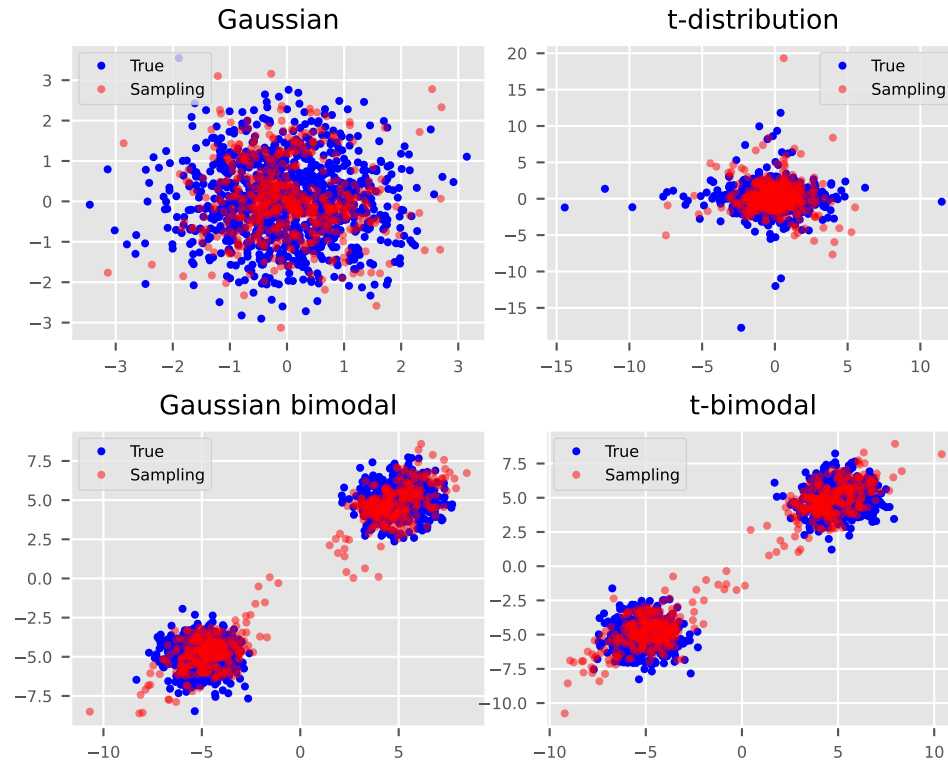 Gaussian
True
Sampling
3
2
1
0
−1
−2
−3
−3 −2 −1 0 1 2 3
t-distribution
True
Sampling
20
15
10
5
0
−5
−10
−15
−15 −10 −5 0 5 10
Gaussian bimodal
True
Sampling
7.5
5.0
2.5
0.0
−2.5
−5.0
−7.5
−10 −5 0 5
t-bimodal
True
Sampling
7.5
5.0
2.5
0.0
−2.5
−5.0
−7.5
−10.0
−10 −5 0 5 10